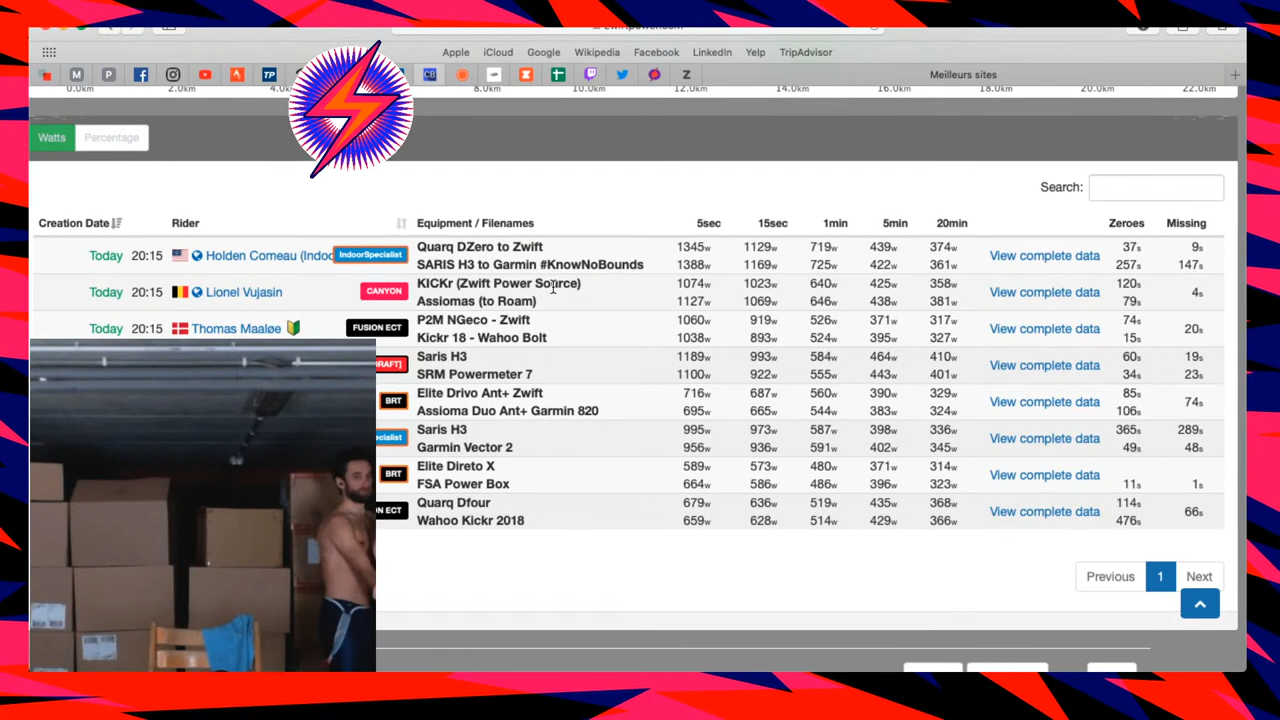 Apple iCloud Google Wikipedia Facebook LinkedIn Yelp TripAdvisor
M P TP CB Z Meilleurs sites
0.0km 2.0km 8.0km 10.0km 12.0km 14.0km 16.0km 18.0km 20.0km 22.0km
Watts Percentage
Search:
Creation Date Rider Equipment / Filenames 5sec 15sec 1min 5min 20min Zeroes Missing
Today 20:15 Holden Comeau (Indoo IndoorSpecialist Quarq DZero to Zwift 1345w 1129w 719w 439w 374w View complete data 37s 9s
SARIS H3 to Garmin #KnowNoBounds 1388w 1169w 725w 422w 361w 257s 147s
Today 20:15 Lionel Vujasin CANYON KICKr (Zwift Power Source) 1074w 1023w 640w 425w 358w View complete data 120s 4s
Assiomas (to Roam) 1127w 1069w 646w 438w 381w 79s
Today 20:15 Thomas Maaløe FUSION ECT P2M NGeco - Zwift 1060w 919w 526w 371w 317w View complete data 74s 20s
Kickr 18 - Wahoo Bolt 1038w 893w 524w 395w 327w 15s
RAFT] Saris H3 1189w 993w 584w 464w 410w View complete data 60s 19s
SRM Powermeter 7 1100w 922w 555w 443w 401w 34s 23s
BRT Elite Drivo Ant+ Zwift 716w 687w 560w 390w 329w View complete data 85s 74s
Assioma Duo Ant+ Garmin 820 695w 665w 544w 383w 324w 106s
ecialist Saris H3 995w 973w 587w 398w 336w View complete data 365s 289s
Garmin Vector 2 956w 936w 591w 402w 345w 49s 48s
BRT Elite Direto X 589w 573w 480w 371w 314w View complete data
FSA Power Box 664w 586w 486w 396w 323w 11s 1s
N ECT Quarq Dfour 679w 636w 519w 435w 368w View complete data 114s 66s
Wahoo Kickr 2018 659w 628w 514w 429w 366w 476s
Previous 1 Next